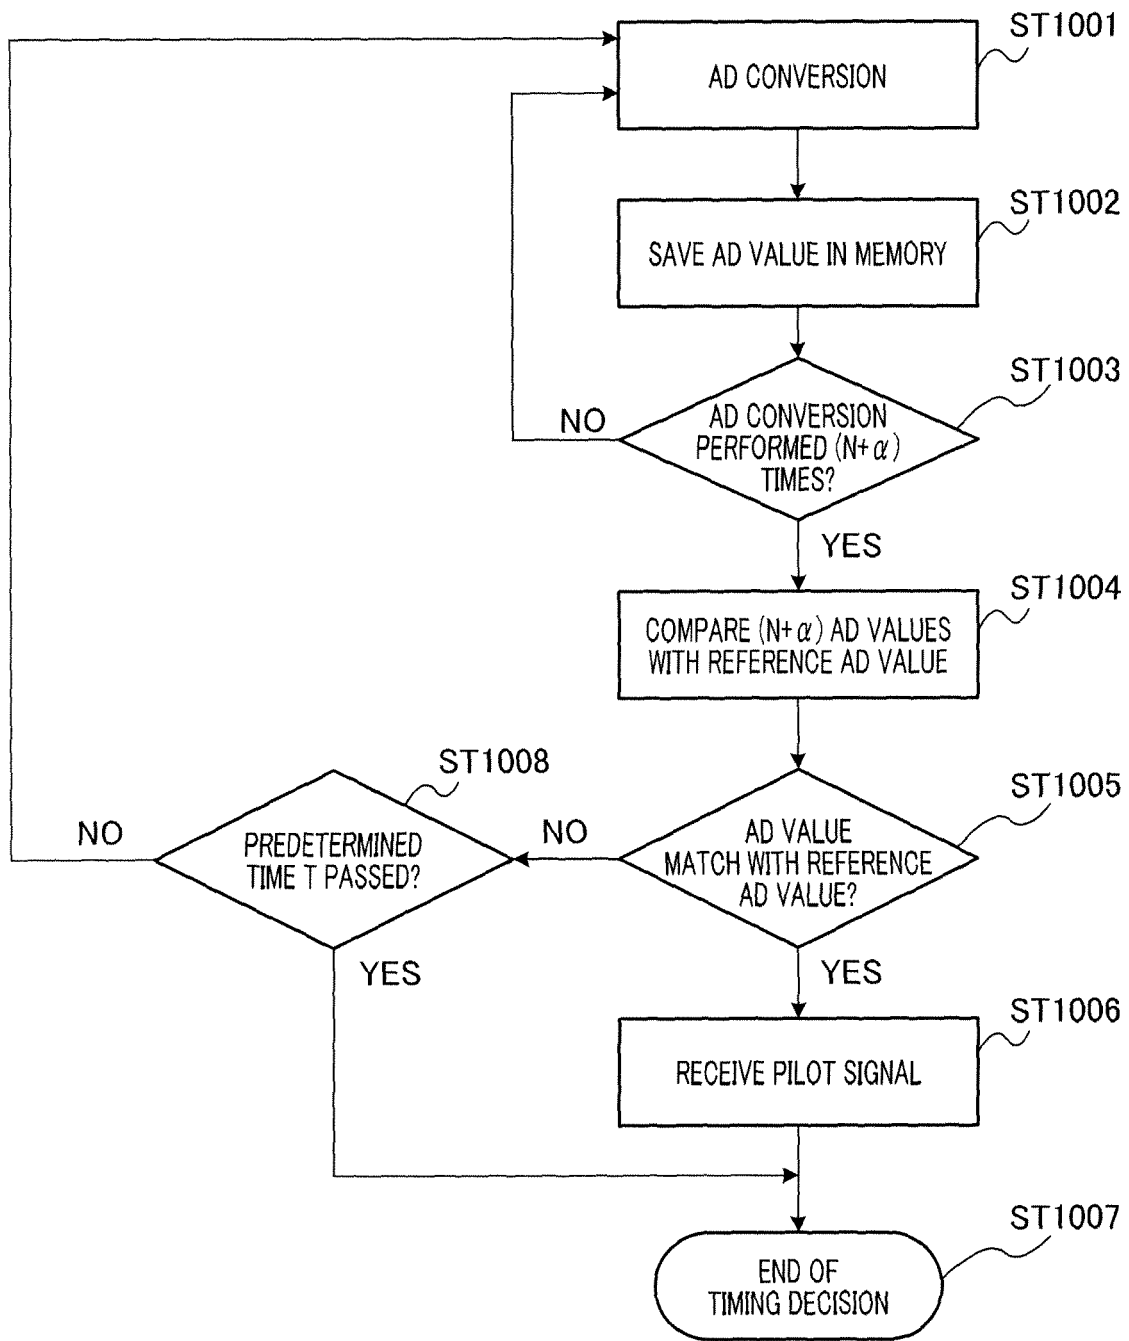 ST1001
AD CONVERSION
ST1002
SAVE AD VALUE IN MEMORY
ST1003
AD CONVERSION
PERFORMED (N+α)
TIMES?
NO
YES
ST1004
COMPARE (N+α) AD VALUES
WITH REFERENCE AD VALUE
ST1008
PREDETERMINED
TIME T PASSED?
NO
YES
ST1005
AD VALUE
MATCH WITH REFERENCE
AD VALUE?
NO
YES
ST1006
RECEIVE PILOT SIGNAL
ST1007
END OF
TIMING DECISION